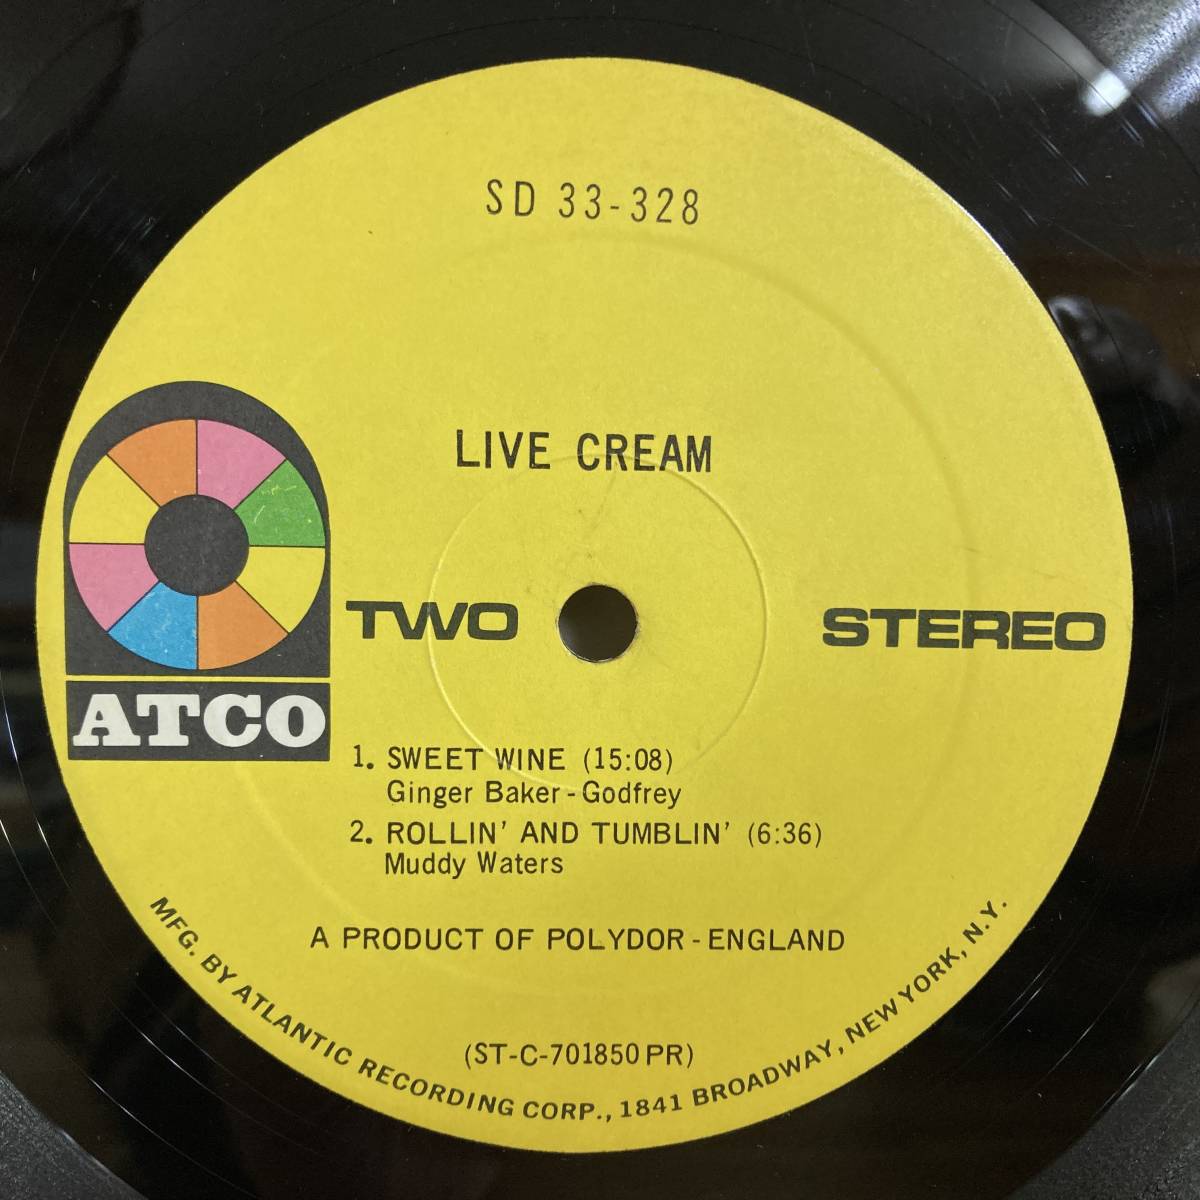 SD 33-328
LIVE CREAM
TWO
STEREO
ATCO
1. SWEET WINE (15:08)
Ginger Baker - Godfrey
2. ROLLIN' AND TUMBLIN' (6:36)
Muddy Waters
A PRODUCT OF POLYDOR - ENGLAND
(ST-C-701850 PR)
MFG. BY ATLANTIC RECORDING CORP., 1841 BROADWAY, NEW YORK, N.Y.